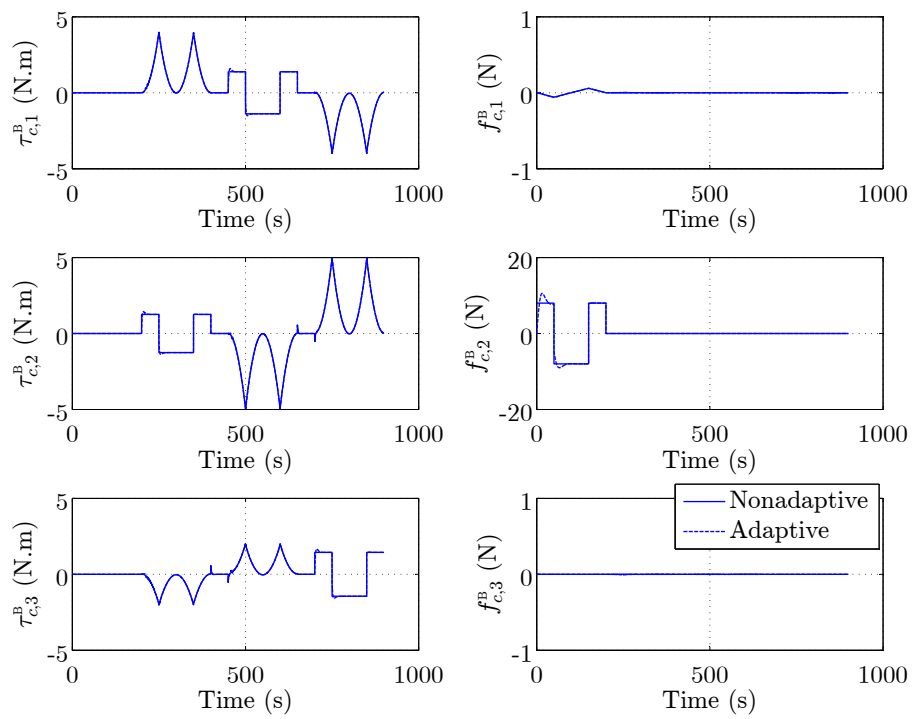 5
0
-5
0
500
1000
Time (s)
τ^B_{c,1} (N.m)
1
0
-1
0
500
1000
Time (s)
f^B_{c,1} (N)
5
0
-5
0
500
1000
Time (s)
τ^B_{c,2} (N.m)
20
0
-20
0
500
1000
Time (s)
f^B_{c,2} (N)
5
0
-5
0
500
1000
Time (s)
τ^B_{c,3} (N.m)
1
0
-1
0
500
1000
Time (s)
f^B_{c,3} (N)
Nonadaptive
Adaptive